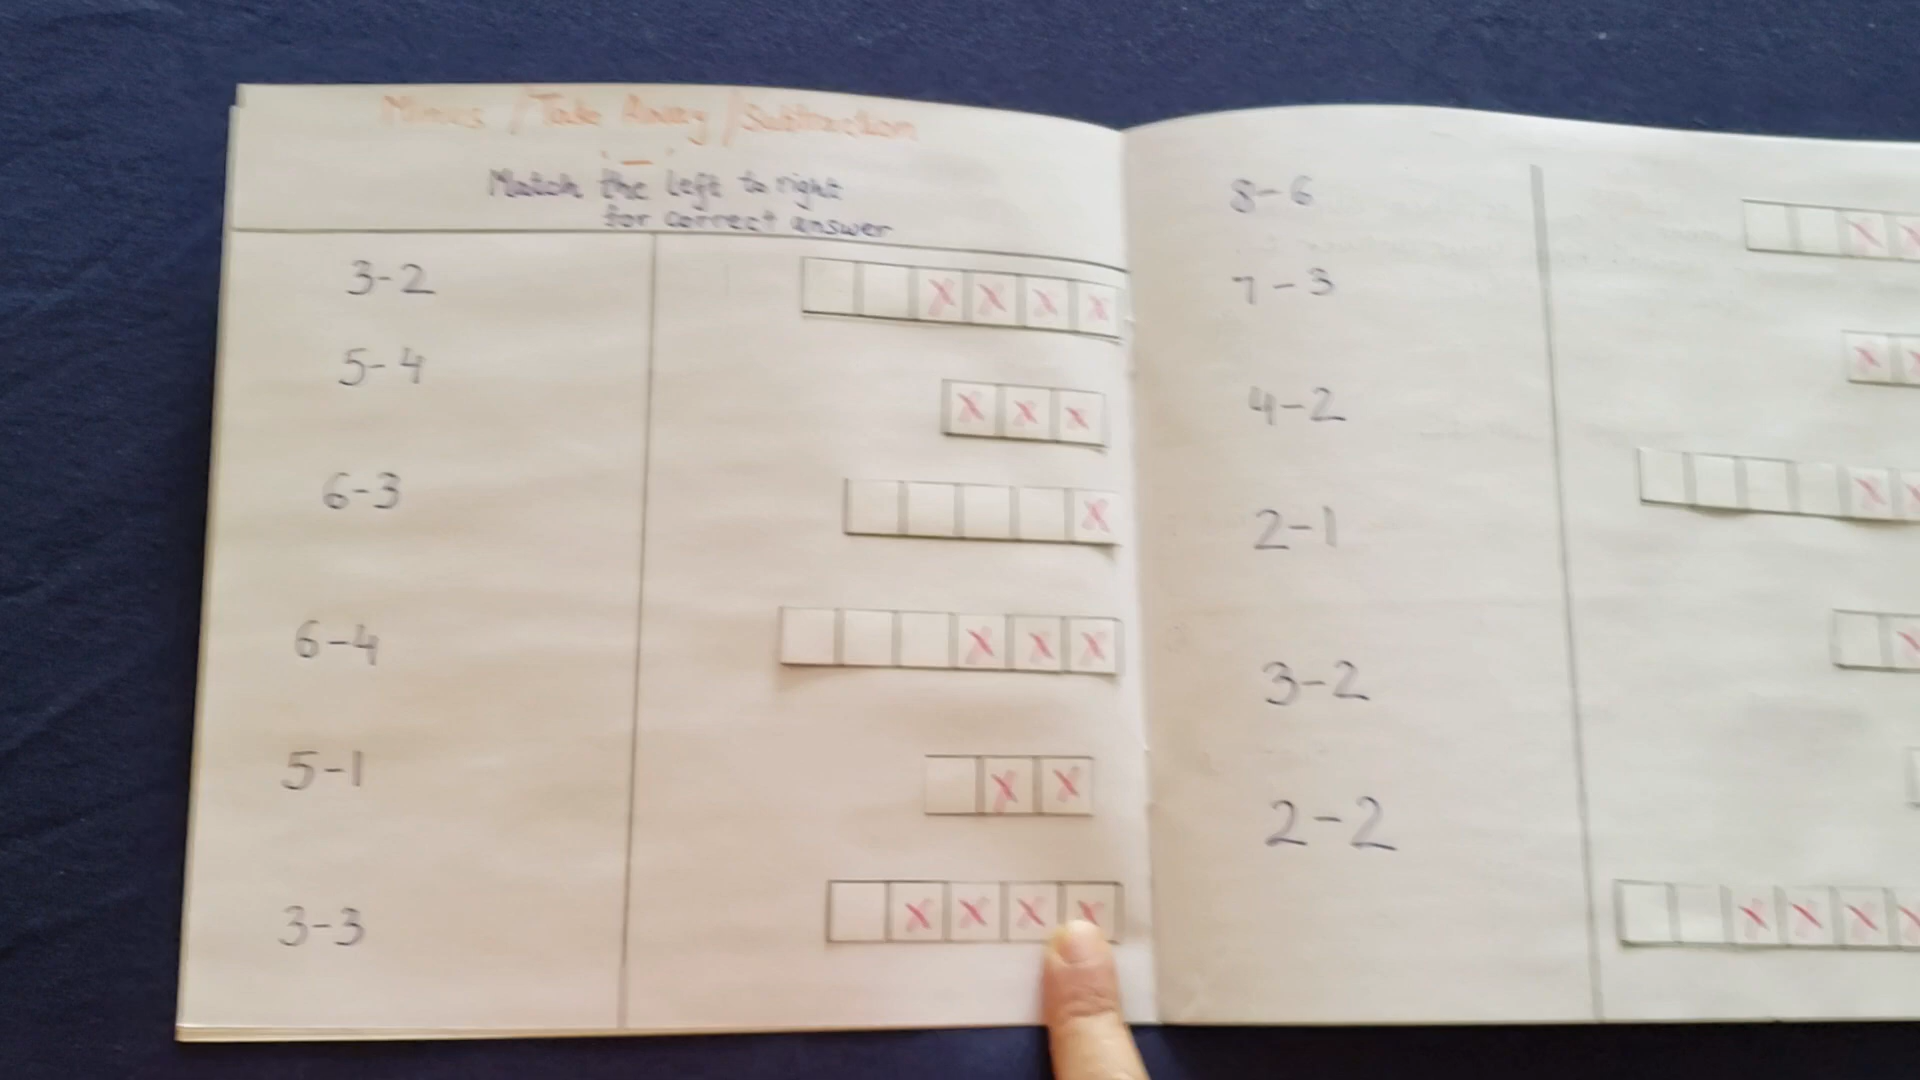 Minus / Take Away / Subtraction
' - '
Match the left to right
for correct answer
3-2
5-4
6-3
6-4
5-1
3-3
X X X X
X X X
X
X X X
X X
X X X X
8-6
7-3
4-2
2-1
3-2
2-2
X X
X X
X X
X
X X X X